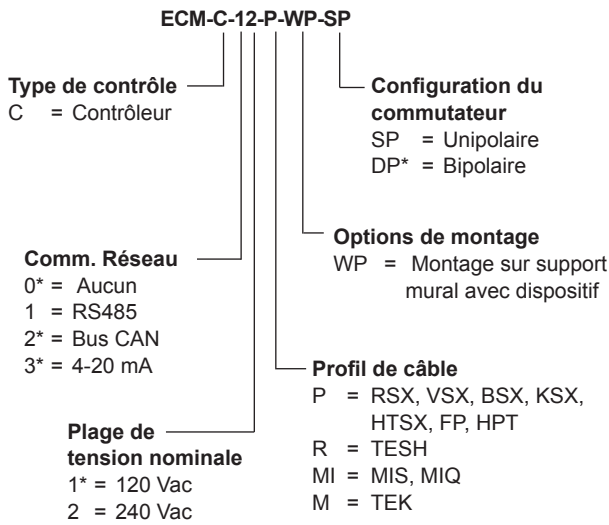 ECM-C-12-P-WP-SP
Type de contrôle
C = Contrôleur
Configuration du
commutateur
SP = Unipolaire
DP* = Bipolaire
Options de montage
WP = Montage sur support
mural avec dispositif
Comm. Réseau
0* = Aucun
1 = RS485
2* = Bus CAN
3* = 4-20 mA
Profil de câble
P = RSX, VSX, BSX, KSX,
HTSX, FP, HPT
R = TESH
MI = MIS, MIQ
M = TEK
Plage de
tension nominale
1* = 120 Vac
2 = 240 Vac